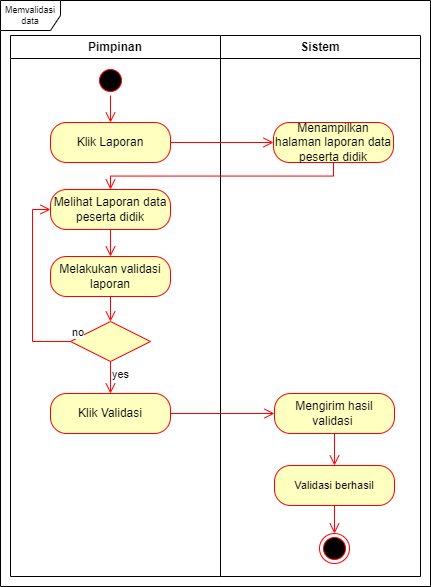 Memvalidasi
data
Pimpinan
Sistem
Klik Laporan
Menampilkan
halaman laporan data
peserta didik
Melihat Laporan data
peserta didik
Melakukan validasi
laporan
no
yes
Klik Validasi
Mengirim hasil
validasi
Validasi berhasil